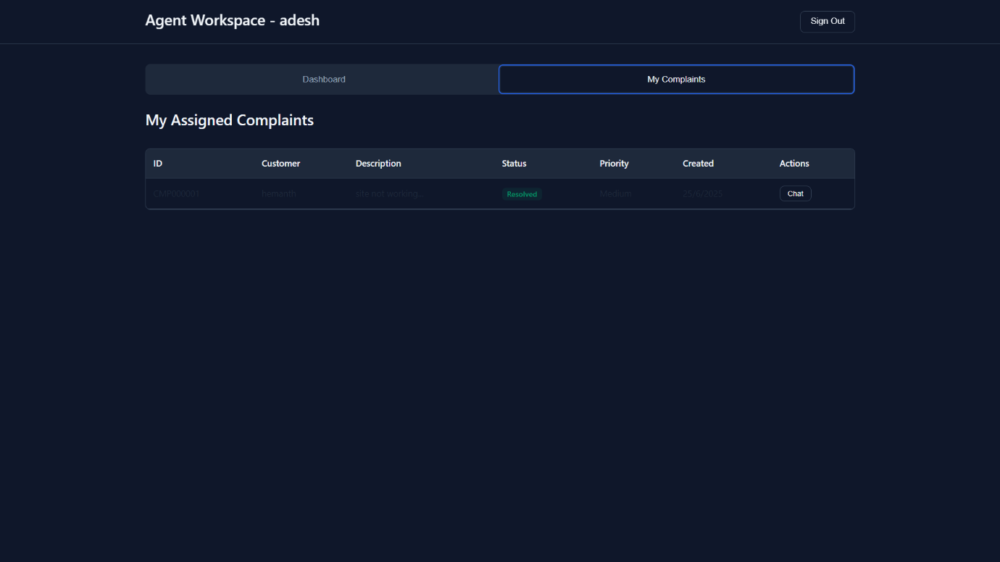 Agent Workspace - adesh
Sign Out
Dashboard
My Complaints
My Assigned Complaints
ID Customer Description Status Priority Created Actions
CMP000001 hemanth site not working... Resolved Medium 25/6/2025 Chat